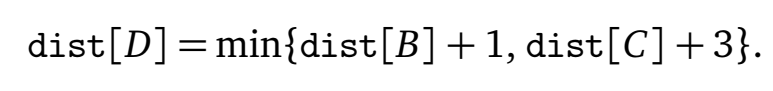 dist[D] = min{dist[B] + 1, dist[C] + 3}.